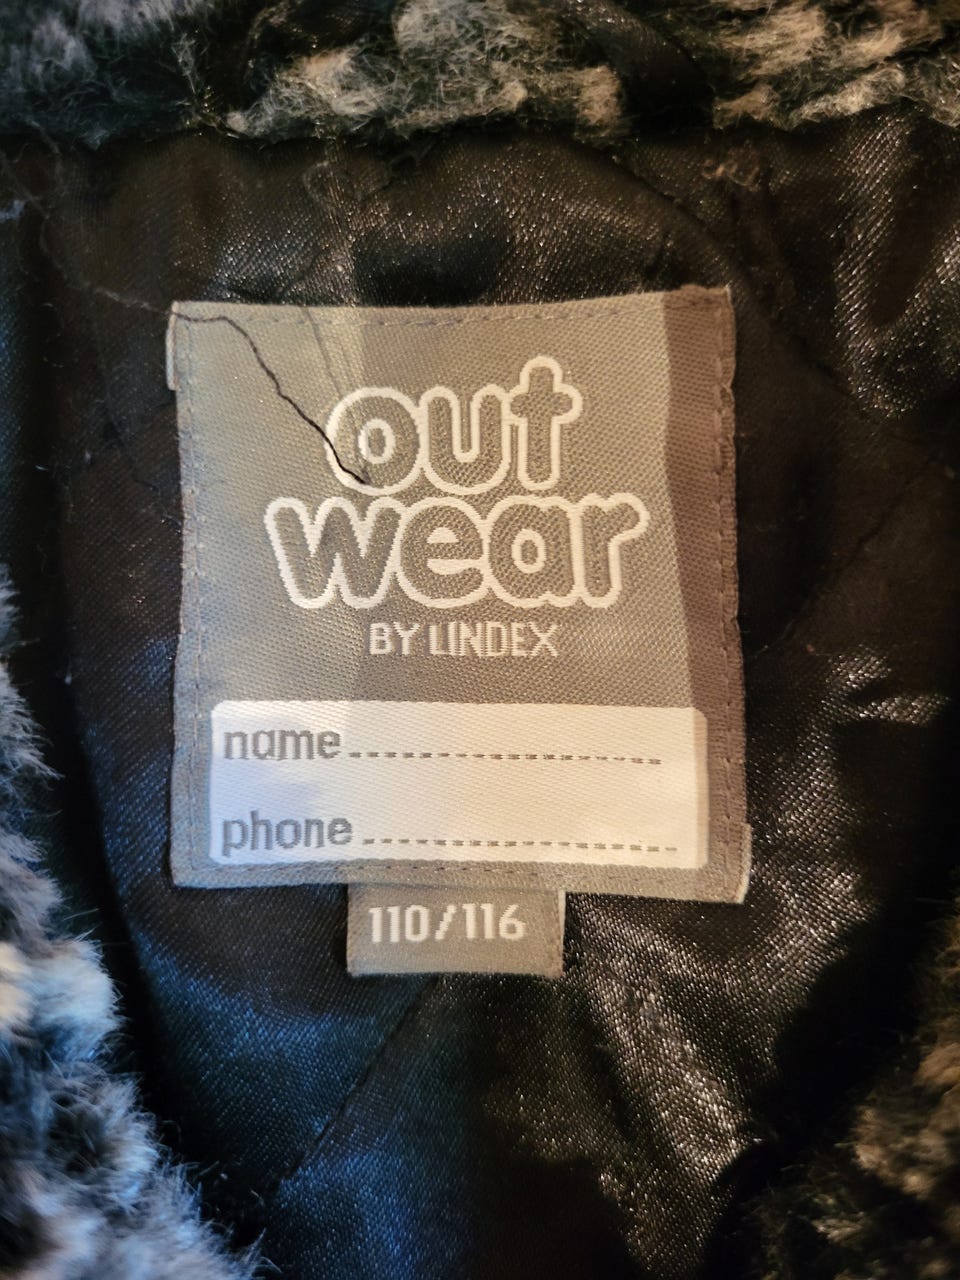 out
wear
BY LINDEX
name....................
phone....................
110/116